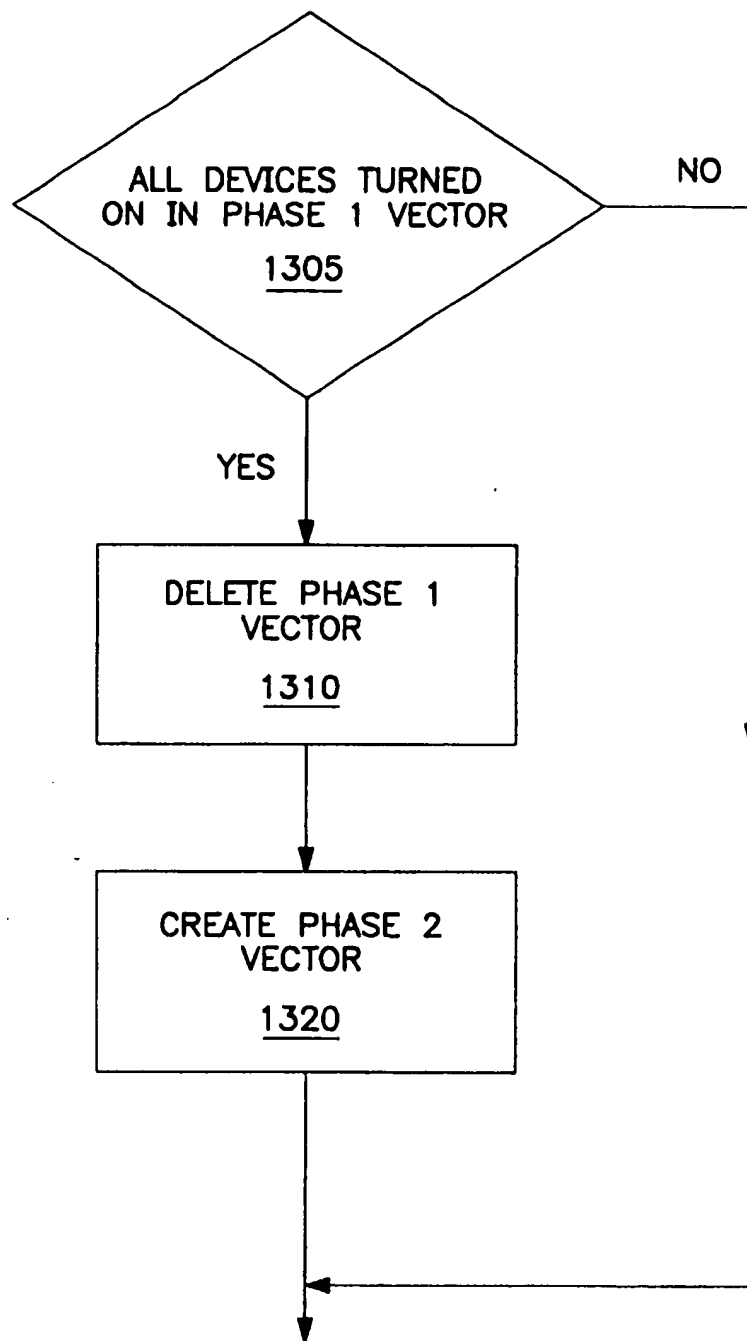 ALL DEVICES TURNED
ON IN PHASE 1 VECTOR
1305
NO
YES
DELETE PHASE 1
VECTOR
1310
CREATE PHASE 2
VECTOR
1320